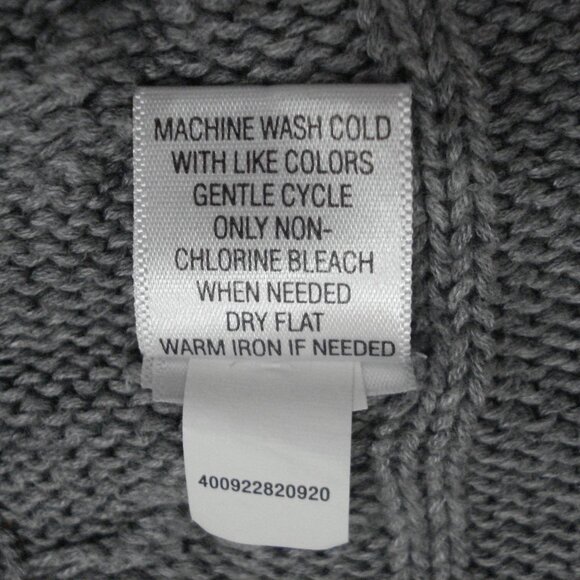 MACHINE WASH COLD
WITH LIKE COLORS
GENTLE CYCLE
ONLY NON-
CHLORINE BLEACH
WHEN NEEDED
DRY FLAT
WARM IRON IF NEEDED
400922820920